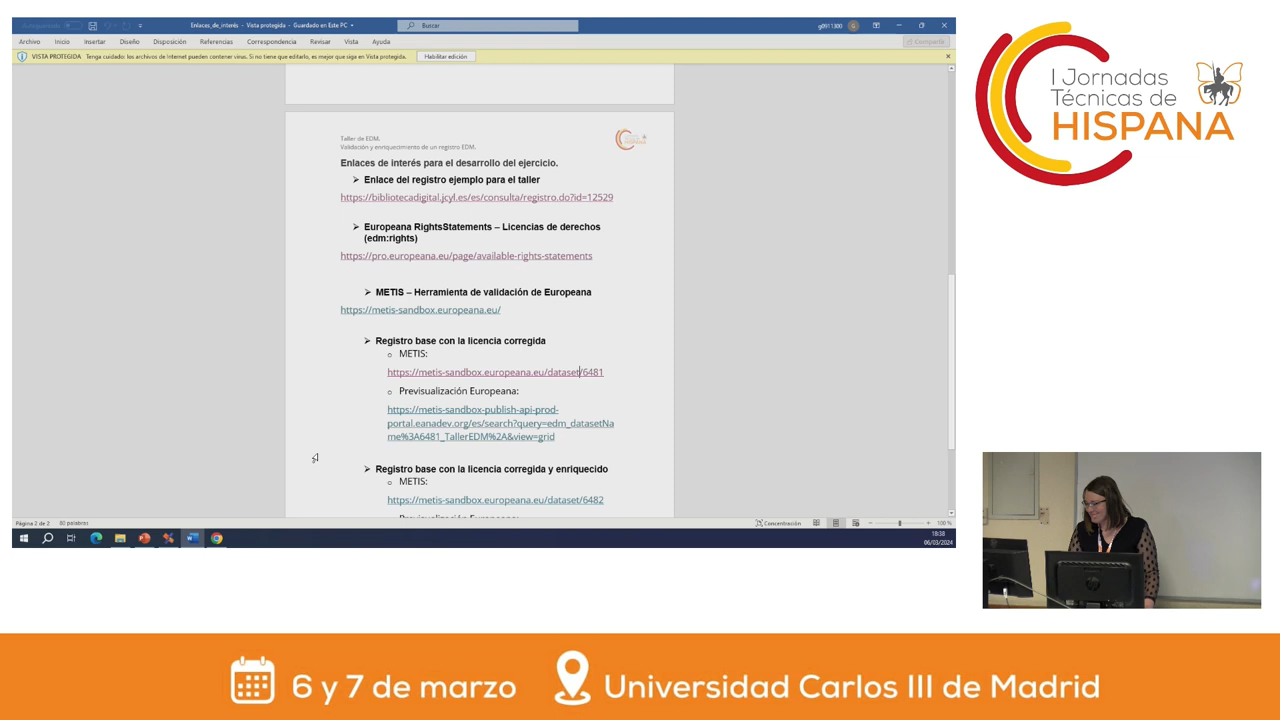 Enlaces_de_interés - Vista protegida - Guardado en Este PC
Buscar
g0911300
G
Archivo Inicio Insertar Diseño Disposición Referencias Correspondencia Revisar Vista Ayuda
Compartir
VISTA PROTEGIDA Tenga cuidado: los archivos de Internet pueden contener virus. Si no tiene que editarlo, es mejor que siga en Vista protegida.
Habilitar edición
Taller de EDM.
Validación y enriquecimiento de un registro EDM.
Enlaces de interés para el desarrollo del ejercicio.
➢ Enlace del registro ejemplo para el taller
https://bibliotecadigital.jcyl.es/es/consulta/registro.do?id=12529
➢ Europeana RightsStatements – Licencias de derechos
(edm:rights)
https://pro.europeana.eu/page/available-rights-statements
➢ METIS – Herramienta de validación de Europeana
https://metis-sandbox.europeana.eu/
➢ Registro base con la licencia corregida
o METIS:
https://metis-sandbox.europeana.eu/dataset/6481
o Previsualización Europeana:
https://metis-sandbox-publish-api-prod-
portal.eanadev.org/es/search?query=edm_datasetNa
me%3A6481_TallerEDM%2A&view=grid
➢ Registro base con la licencia corregida y enriquecido
o METIS:
https://metis-sandbox.europeana.eu/dataset/6482
Previsualización Europeana:
Página 2 de 2
80 palabras
Concentración
100 %
18:38
06/03/2024
I Jornadas
Técnicas de
HISPANA
6 y 7 de marzo
Universidad Carlos III de Madrid